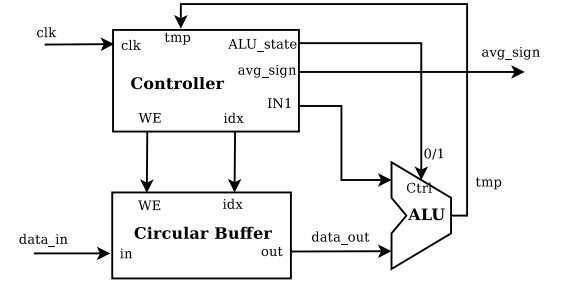 clk
clk
tmp
ALU_state
avg_sign
avg_sign
Controller
IN1
WE
idx
0/1
Ctrl
tmp
ALU
WE
idx
Circular Buffer
data_in
in
out
data_out